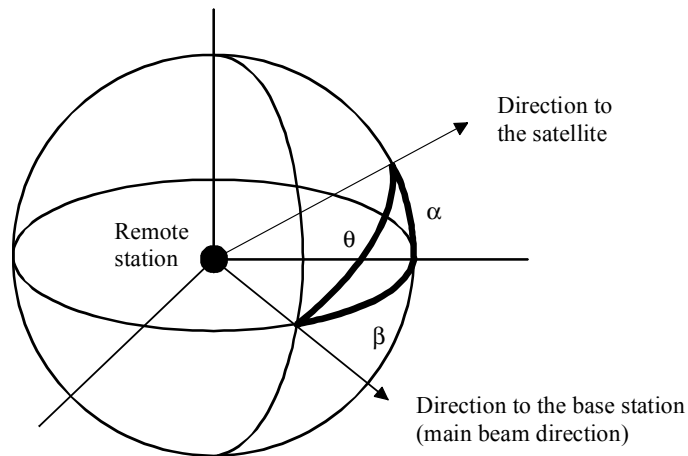 Direction to
the satellite
α
Remote
station
θ
β
Direction to the base station
(main beam direction)